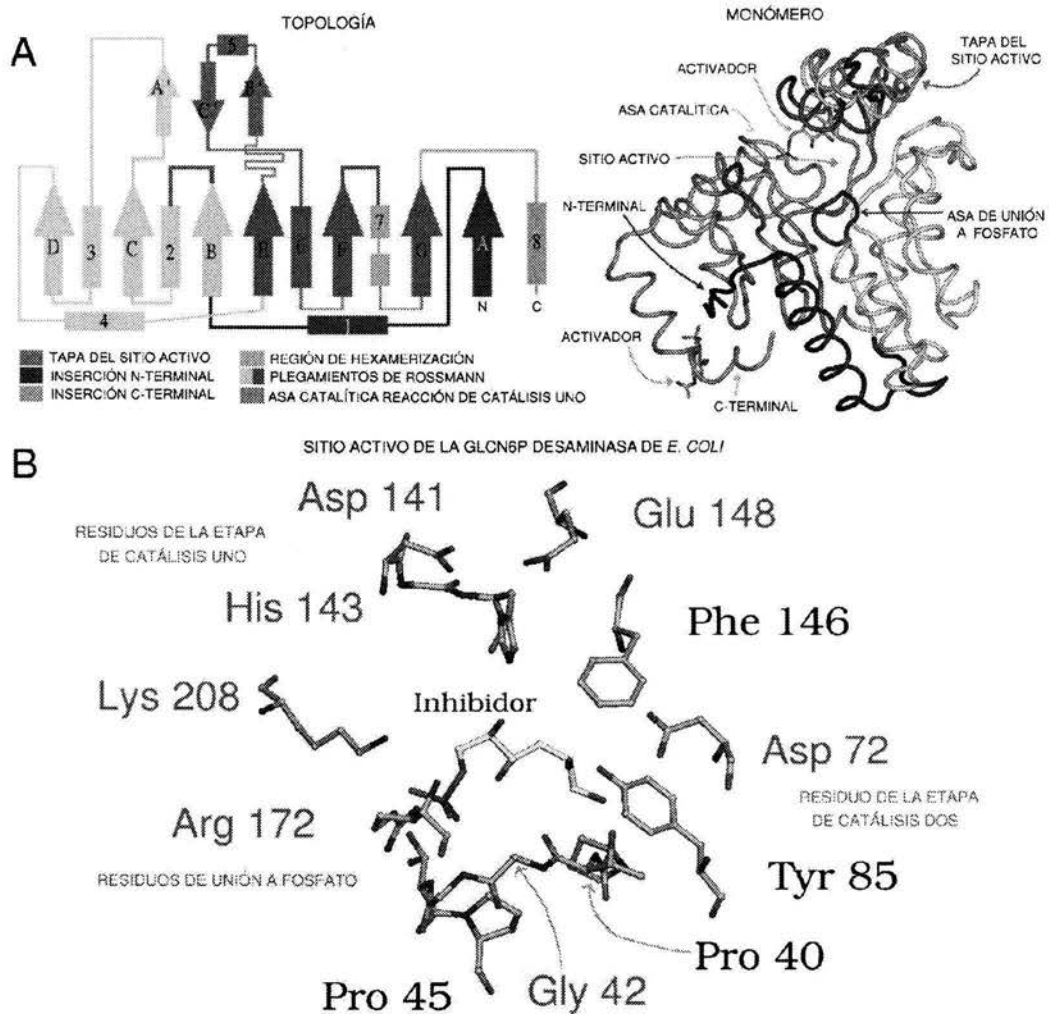 A
TOPOLOGÍA
MONÓMERO
5
A'
C'
B'
D
3
C
2
B
E
6
F
7
G
A
8
4
1
N
C
TAPA DEL SITIO ACTIVO
INSERCIÓN N-TERMINAL
INSERCIÓN C-TERMINAL
REGIÓN DE HEXAMERIZACIÓN
PLEGAMIENTOS DE ROSSMANN
ASA CATALÍTICA REACCIÓN DE CATÁLISIS UNO
TAPA DEL
SITIO ACTIVO
ACTIVADOR
ASA CATALÍTICA
SITIO ACTIVO
N-TERMINAL
ASA DE UNIÓN
A FOSFATO
ACTIVADOR
C-TERMINAL
B
SITIO ACTIVO DE LA GLCN6P DESAMINASA DE E. COLI
Asp 141
Glu 148
RESIDUOS DE LA ETAPA
DE CATÁLISIS UNO
His 143
Phe 146
Lys 208
Inhibidor
Asp 72
RESIDUO DE LA ETAPA
DE CATÁLISIS DOS
Arg 172
RESIDUOS DE UNIÓN A FOSFATO
Tyr 85
Pro 40
Pro 45
Gly 42